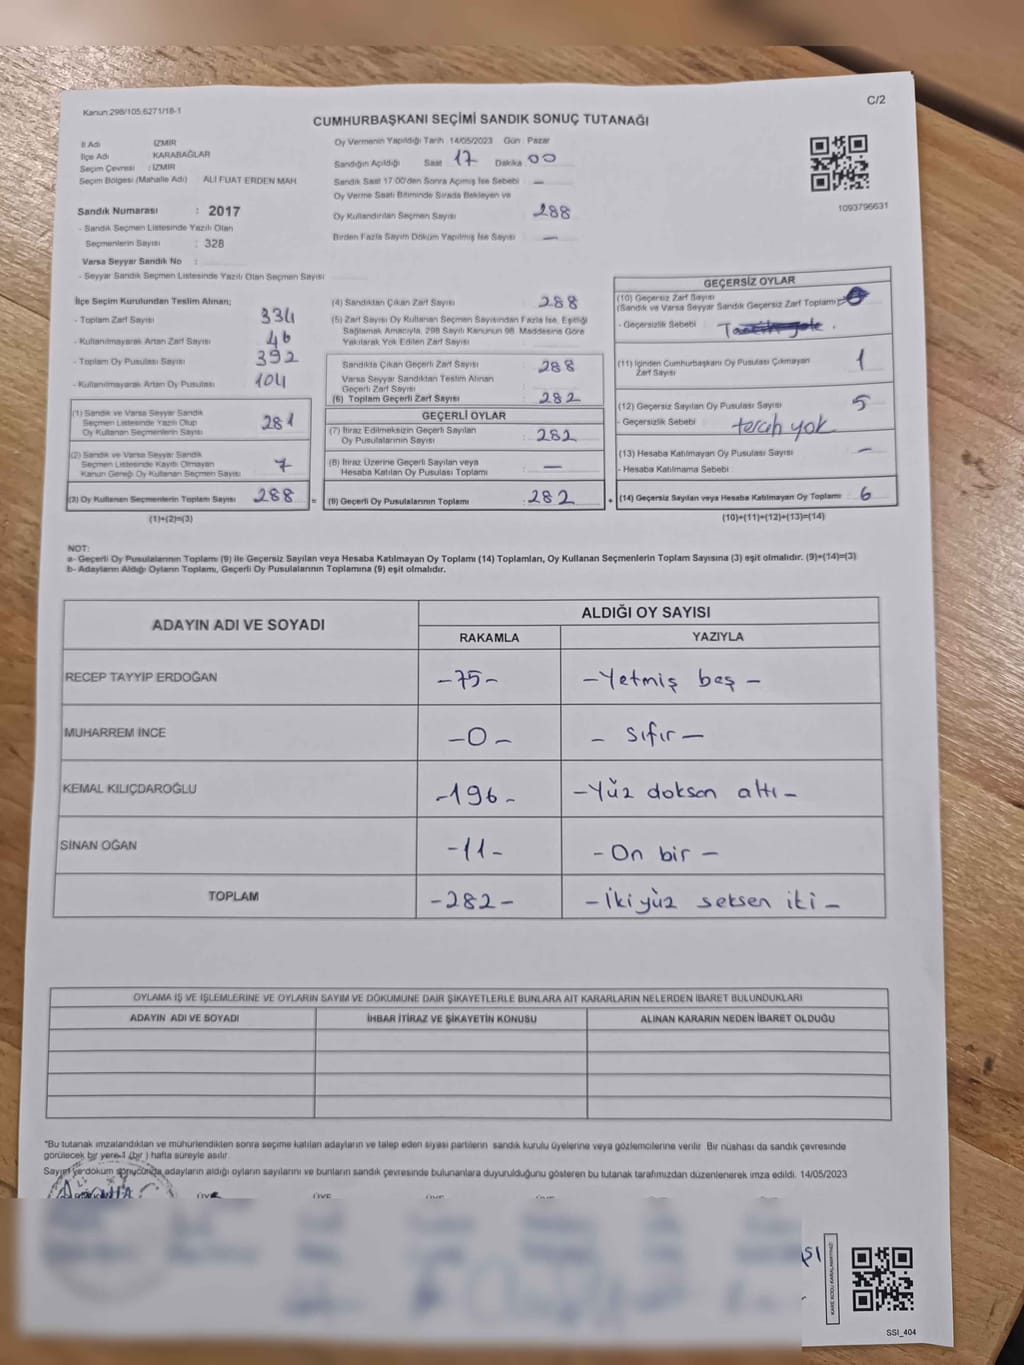 Kanun:298/105,6271/18-1
C/2
CUMHURBAŞKANI SEÇİMİ SANDIK SONUÇ TUTANAĞI
İl Adı : İZMİR
İlçe Adı : KARABAĞLAR
Seçim Çevresi : İZMİR
Seçim Bölgesi (Mahalle Adı) ALİ FUAT ERDEN MAH
Oy Vermenin Yapıldığı Tarih 14/05/2023 Gün Pazar
Sandığın Açıldığı Saat 17 Dakika 00
Sandık Saat 17:00'den Sonra Açılmış İse Sebebi : —
Oy Verme Saati Bitiminde Sırada Bekleyen ve
Oy Kullandırılan Seçmen Sayısı : 288
Birden Fazla Sayım Döküm Yapılmış İse Sayısı : —
1093796631
Sandık Numarası : 2017
- Sandık Seçmen Listesinde Yazılı Olan
Seçmenlerin Sayısı : 328
Varsa Seyyar Sandık No :
- Seyyar Sandık Seçmen Listesinde Yazılı Olan Seçmen Sayısı :
İlçe Seçim Kurulundan Teslim Alınan;
- Toplam Zarf Sayısı : 334
- Kullanılmayarak Artan Zarf Sayısı : 46
- Toplam Oy Pusulası Sayısı : 392
- Kullanılmayarak Artan Oy Pusulası : 104
(1) Sandık ve Varsa Seyyar Sandık
Seçmen Listesinde Yazılı Olup
Oy Kullanan Seçmenlerin Sayısı : 281
(2) Sandık ve Varsa Seyyar Sandık
Seçmen Listesinde Kayıtlı Olmayan
Kanun Gereği Oy Kullanan Seçmen Sayısı : 7
(3) Oy Kullanan Seçmenlerin Toplam Sayısı : 288 =
(1)+(2)=(3)
(4) Sandıktan Çıkan Zarf Sayısı : 288
(5) Zarf Sayısı Oy Kullanan Seçmen Sayısından Fazla İse, Eşitliği
Sağlamak Amacıyla, 298 Sayılı Kanunun 98. Maddesine Göre
Yakılarak Yok Edilen Zarf Sayısı :
Sandıkta Çıkan Geçerli Zarf Sayısı : 288
Varsa Seyyar Sandıktan Teslim Alınan
Geçerli Zarf Sayısı :
(6) Toplam Geçerli Zarf Sayısı : 282
GEÇERLİ OYLAR
(7) İtiraz Edilmeksizin Geçerli Sayılan
Oy Pusulalarının Sayısı : 282
(8) İtiraz Üzerine Geçerli Sayılan veya
Hesaba Katılan Oy Pusulası Toplamı : —
(9) Geçerli Oy Pusulalarının Toplamı : 282 +
GEÇERSİZ OYLAR
(10) Geçersiz Zarf Sayısı
(Sandık ve Varsa Seyyar Sandık Geçersiz Zarf Toplamı)
- Geçersizlik Sebebi :
(11) İçinden Cumhurbaşkanı Oy Pusulası Çıkmayan
Zarf Sayısı : 1
(12) Geçersiz Sayılan Oy Pusulası Sayısı : 5
- Geçersizlik Sebebi : tercih yok
(13) Hesaba Katılmayan Oy Pusulası Sayısı : —
- Hesaba Katılmama Sebebi :
(14) Geçersiz Sayılan veya Hesaba Katılmayan Oy Toplamı : 6
(10)+(11)+(12)+(13)=(14)
NOT:
a- Geçerli Oy Pusulalarının Toplamı (9) ile Geçersiz Sayılan veya Hesaba Katılmayan Oy Toplamı (14) Toplamları, Oy Kullanan Seçmenlerin Toplam Sayısına (3) eşit olmalıdır. (9)+(14)=(3)
b- Adayların Aldığı Oyların Toplamı, Geçerli Oy Pusulalarının Toplamına (9) eşit olmalıdır.
ADAYIN ADI VE SOYADI
ALDIĞI OY SAYISI
RAKAMLA YAZIYLA
RECEP TAYYİP ERDOĞAN -75- -Yetmiş beş-
MUHARREM İNCE -0- -Sıfır-
KEMAL KILIÇDAROĞLU -196- -Yüz doksan altı-
SİNAN OĞAN -11- -On bir-
TOPLAM -282- -İki yüz seksen iki-
OYLAMA İŞ VE İŞLEMLERİNE VE OYLARIN SAYIM VE DÖKÜMÜNE DAİR ŞİKAYETLERLE BUNLARA AİT KARARLARIN NELERDEN İBARET BULUNDUKLARI
ADAYIN ADI VE SOYADI İHBAR İTİRAZ VE ŞİKAYETİN KONUSU ALINAN KARARIN NEDEN İBARET OLDUĞU
*Bu tutanak imzalandıktan ve mühürlendikten sonra seçime katılan adayların ve talep eden siyasi partilerin sandık kurulu üyelerine veya gözlemcilerine verilir. Bir nüshası da sandık çevresinde
görülecek bir yere 1 (bir ) hafta süreyle asılır.
Sayım ve döküm sonucunda adayların aldığı oyların sayılarını ve bunların sandık çevresinde bulunanlara duyurulduğunu gösteren bu tutanak tarafımızdan düzenlenerek imza edildi. 14/05/2023
KARE KODU KARALAMAYINIZ!
SSI_404